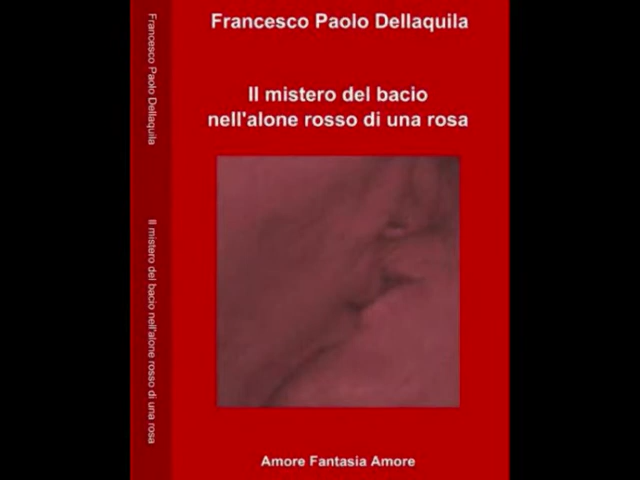 Francesco Paolo Dellaquila
Il mistero del bacio nell'alone rosso di una rosa
Francesco Paolo Dellaquila
Il mistero del bacio
nell'alone rosso di una rosa
Amore Fantasia Amore